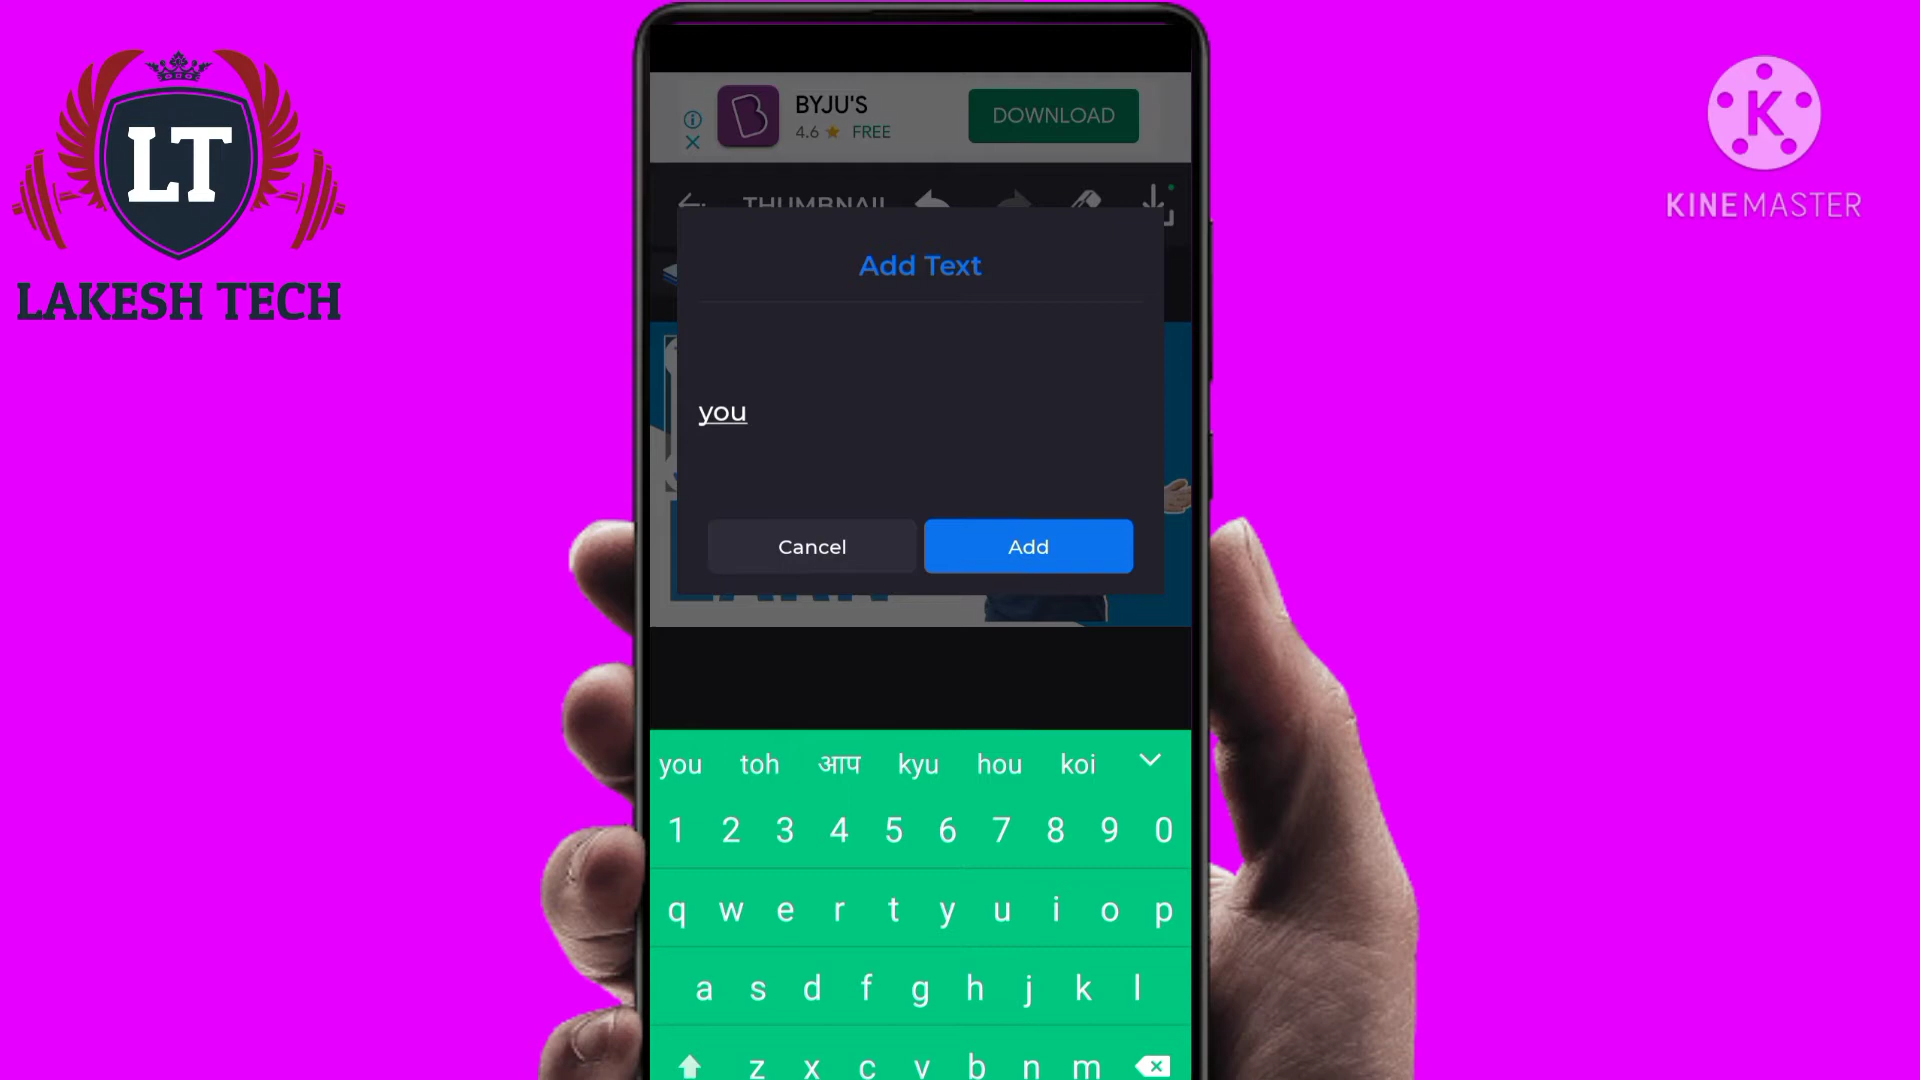 LT
LAKESH TECH
K
KINEMASTER
BYJU'S
4.6 ★ FREE
DOWNLOAD
THUMBNAIL
Add Text
you
Cancel
Add
you toh आप kyu hou koi
1 2 3 4 5 6 7 8 9 0
q w e r t y u i o p
a s d f g h j k l
z x c v b n m